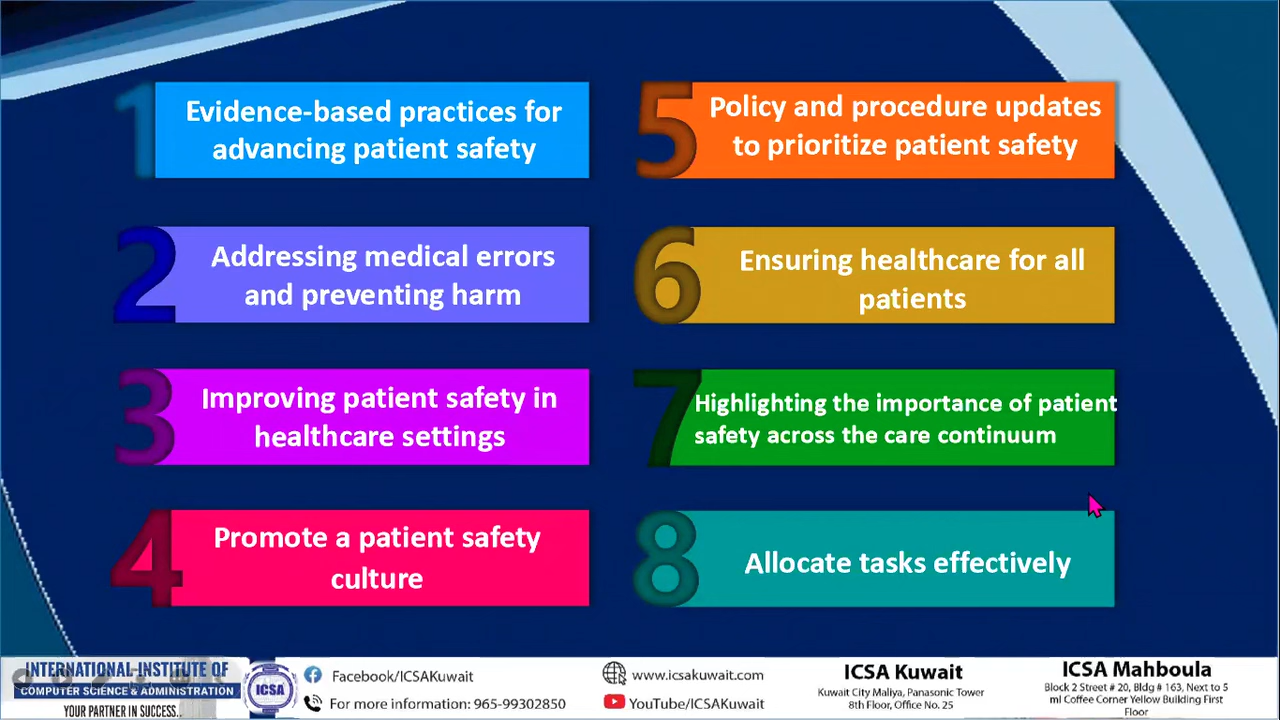 1
Evidence-based practices for
advancing patient safety
2
Addressing medical errors
and preventing harm
3
Improving patient safety in
healthcare settings
4
Promote a patient safety
culture
5
Policy and procedure updates
to prioritize patient safety
6
Ensuring healthcare for all
patients
7
Highlighting the importance of patient
safety across the care continuum
8
Allocate tasks effectively
INTERNATIONAL INSTITUTE OF
COMPUTER SCIENCE & ADMINISTRATION
YOUR PARTNER IN SUCCESS..
ICSA
Facebook/ICSAKuwait
For more information: 965-99302850
www.icsakuwait.com
YouTube/ICSAKuwait
ICSA Kuwait
Kuwait City Maliya, Panasonic Tower
8th Floor, Office No. 25
ICSA Mahboula
Block 2 Street # 20, Bldg # 163, Next to 5
ml Coffee Corner Yellow Building First
Floor